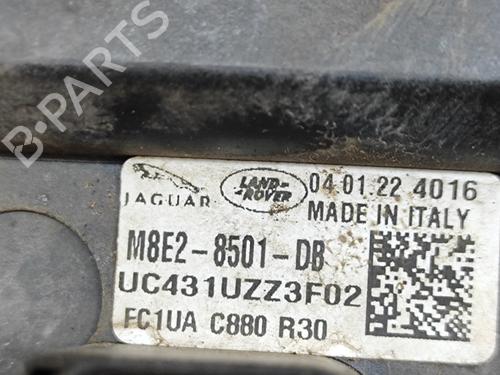 B-PARTS
JAGUAR
LAND-
ROVER
04.01.22 4016
MADE IN ITALY
M8E2-8501-DB
UC431UZZ3F02
FC1UA C880 R30